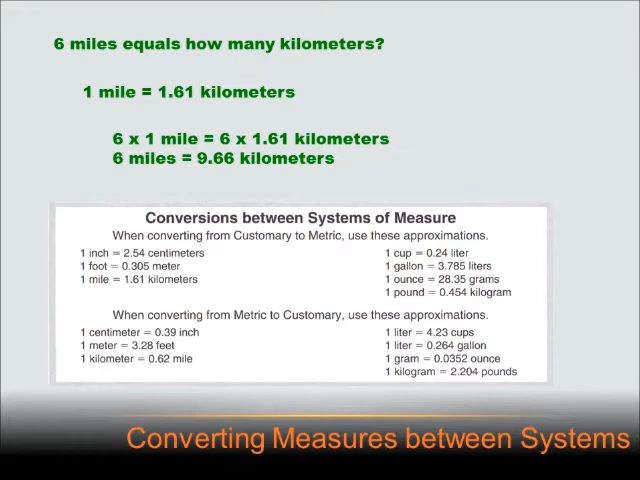 6 miles equals how many kilometers?
1 mile = 1.61 kilometers
6 x 1 mile = 6 x 1.61 kilometers
6 miles = 9.66 kilometers
Conversions between Systems of Measure
When converting from Customary to Metric, use these approximations.
1 inch = 2.54 centimeters
1 foot = 0.305 meter
1 mile = 1.61 kilometers
1 cup = 0.24 liter
1 gallon = 3.785 liters
1 ounce = 28.35 grams
1 pound = 0.454 kilogram
When converting from Metric to Customary, use these approximations.
1 centimeter = 0.39 inch
1 meter = 3.28 feet
1 kilometer = 0.62 mile
1 liter = 4.23 cups
1 liter = 0.264 gallon
1 gram = 0.0352 ounce
1 kilogram = 2.204 pounds
Converting Measures between Systems